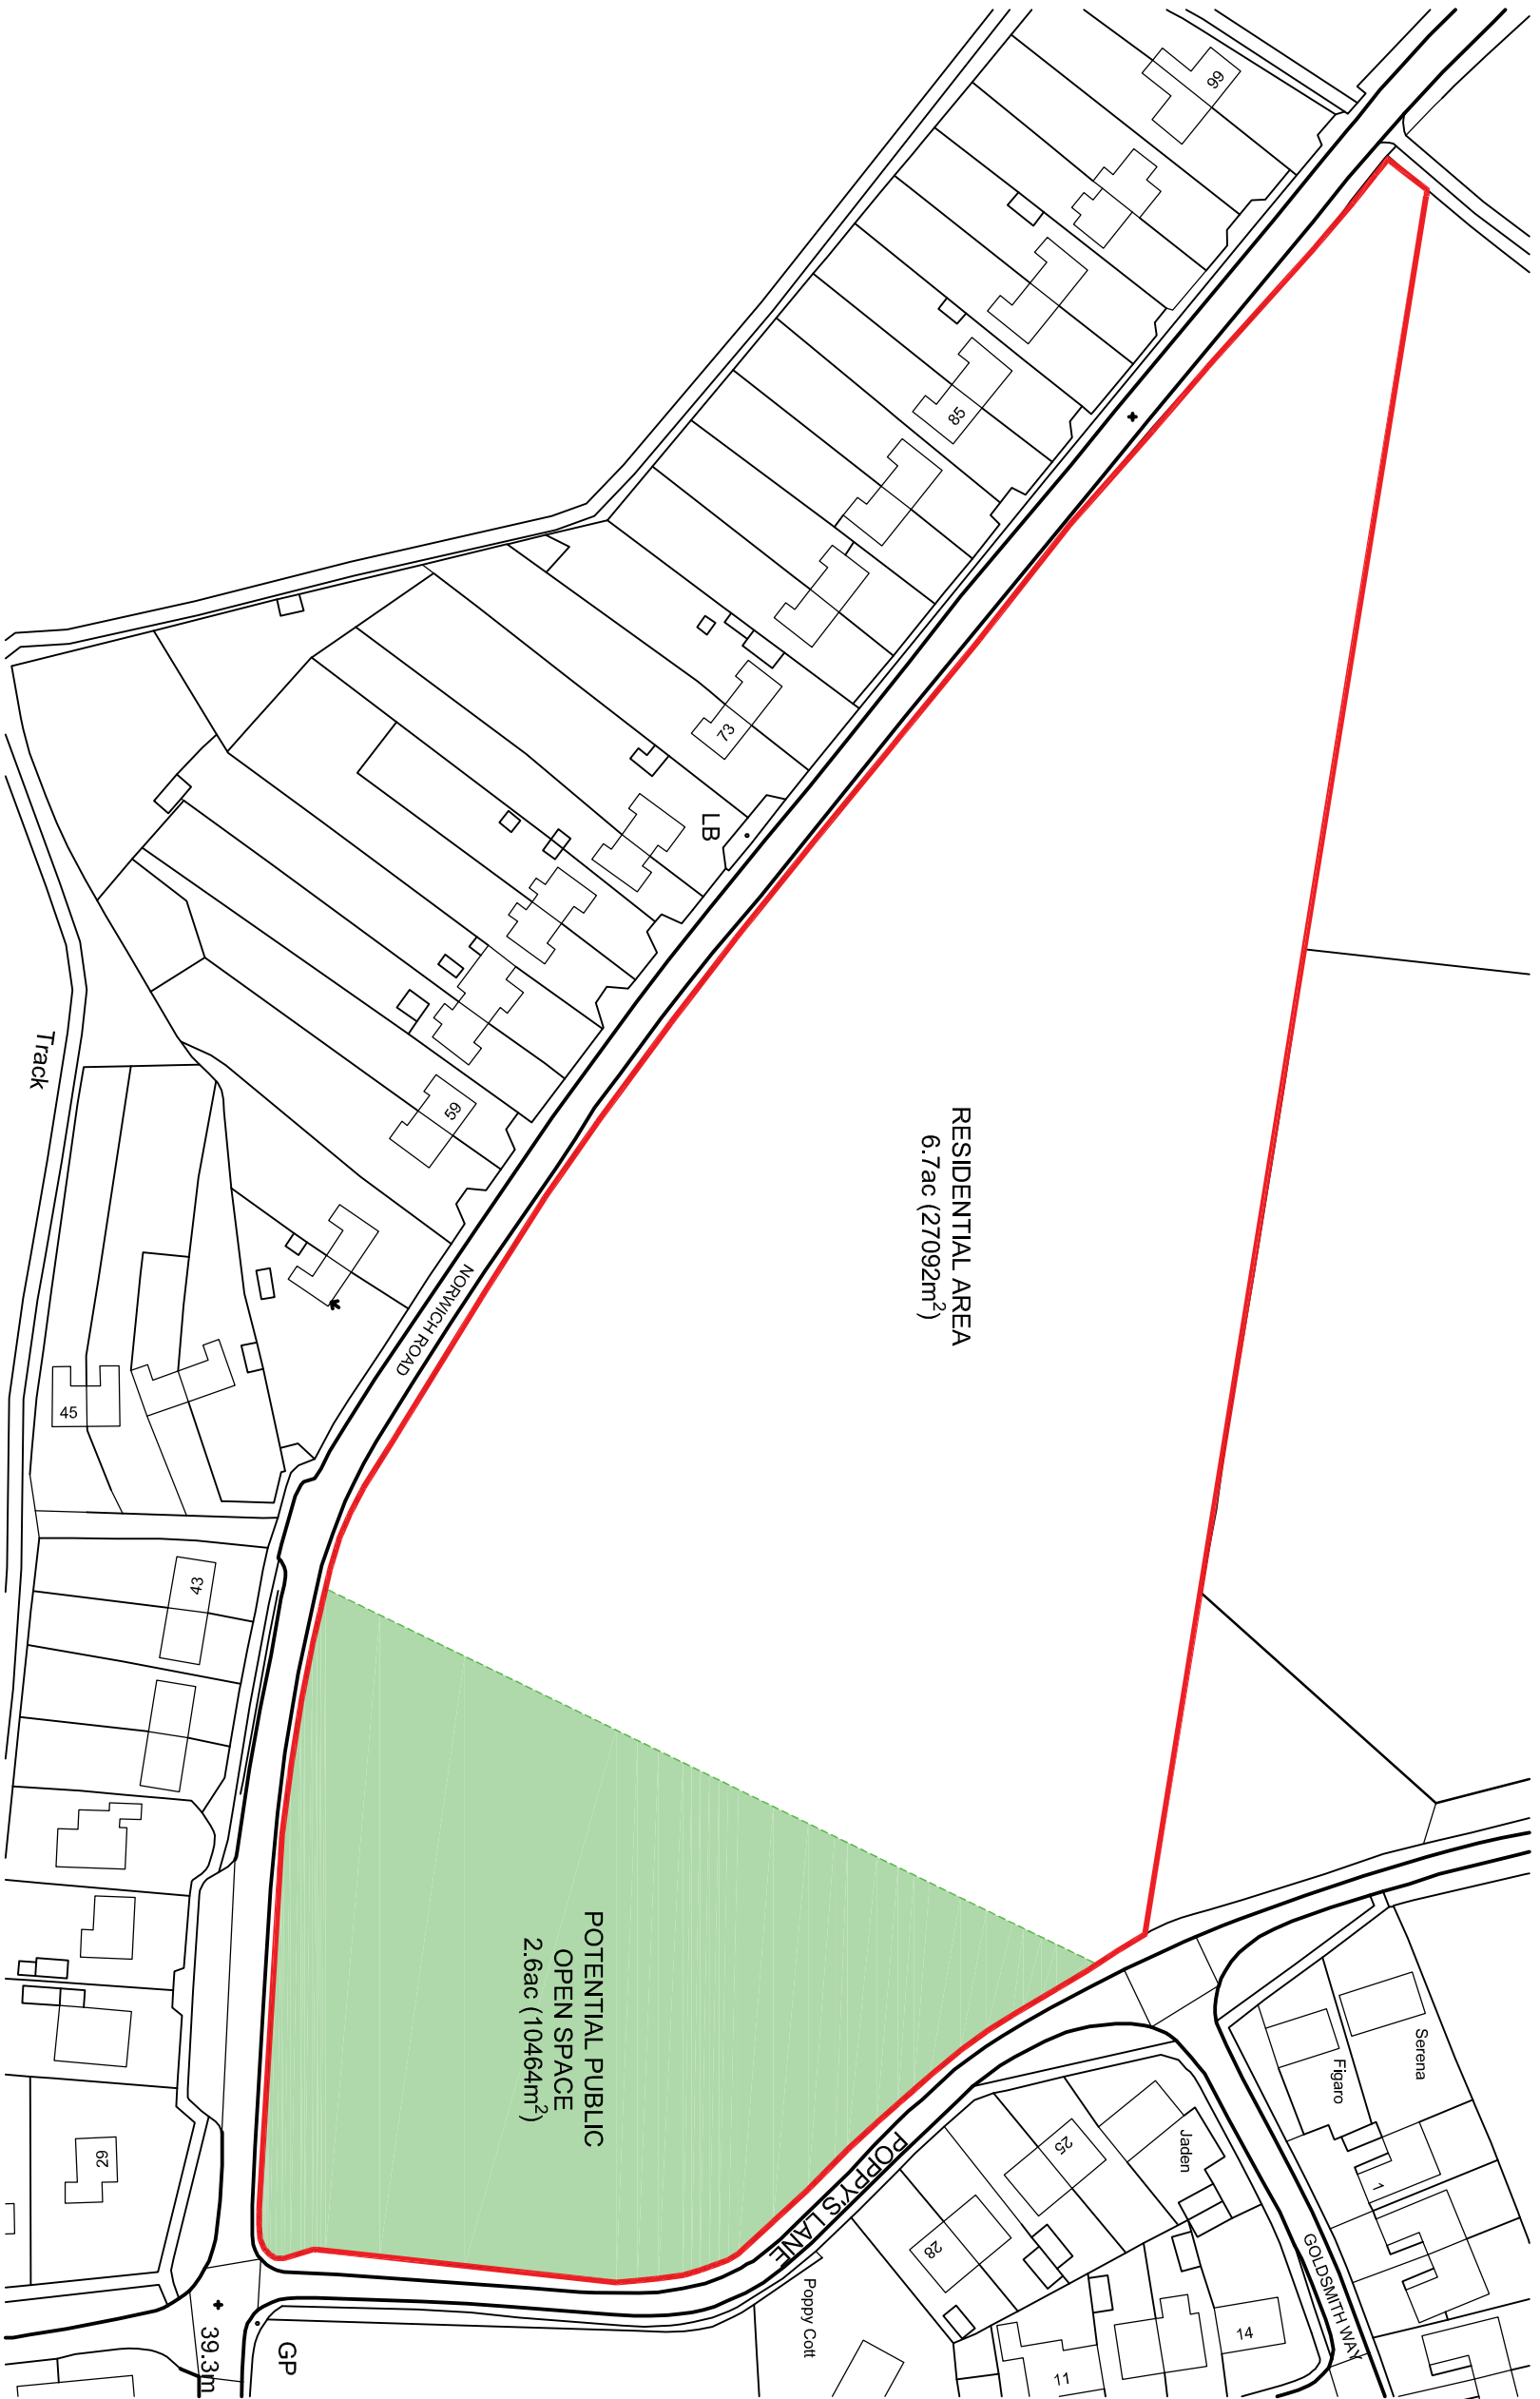 99
85
73
LB
59
Track
RESIDENTIAL AREA
6.7ac (27092m²)
NORWICH ROAD
45
43
POTENTIAL PUBLIC
OPEN SPACE
2.6ac (10464m²)
Serena
Figaro
1
Jaden
25
28
POPPY'S LANE
GOLDSMITH WAY
Poppy Cott
14
11
29
GP
39.3m